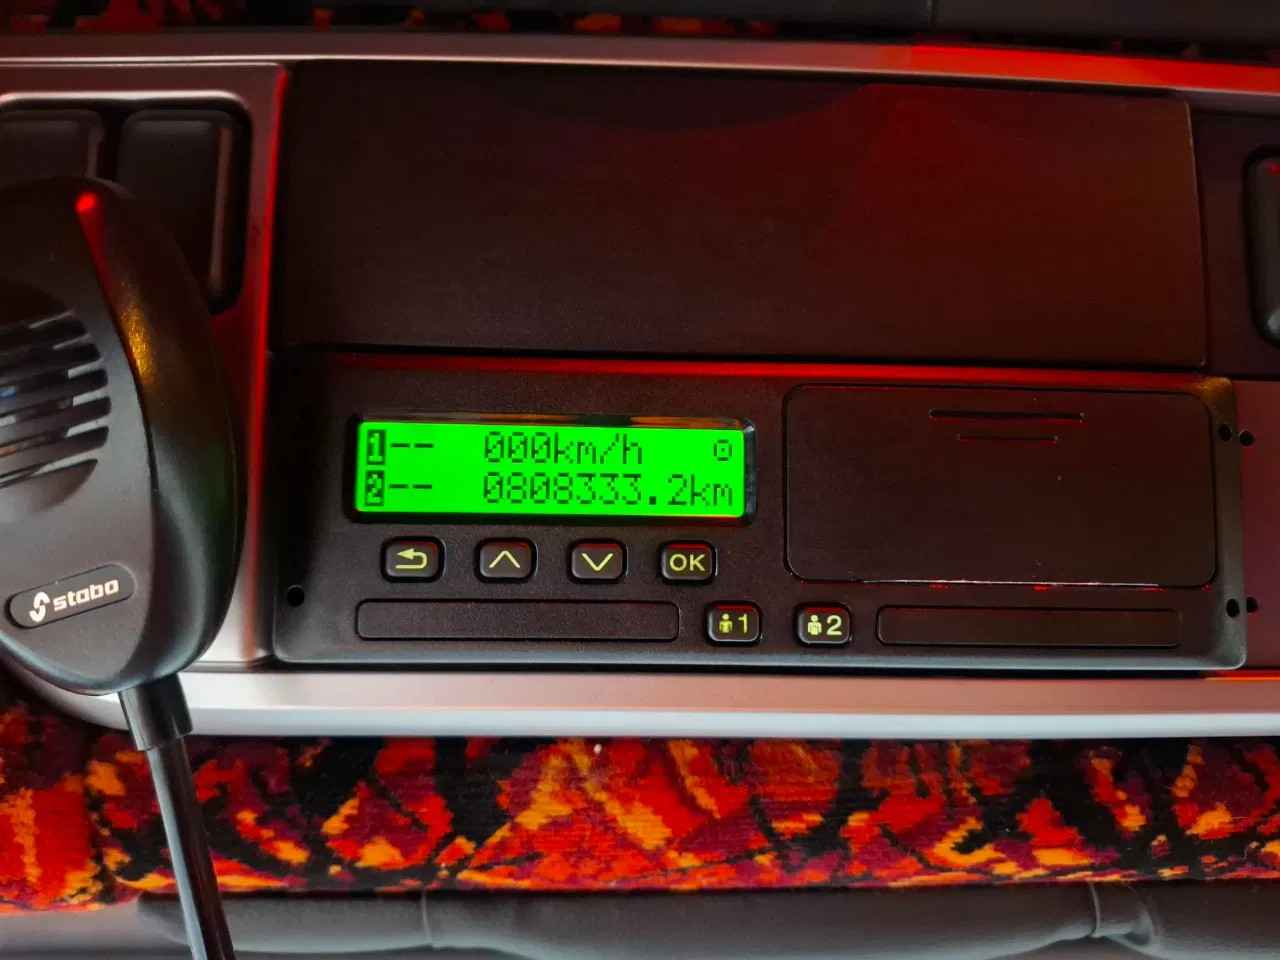 1-- 000km/h
2-- 0808333.2km
OK
1
2
stabo